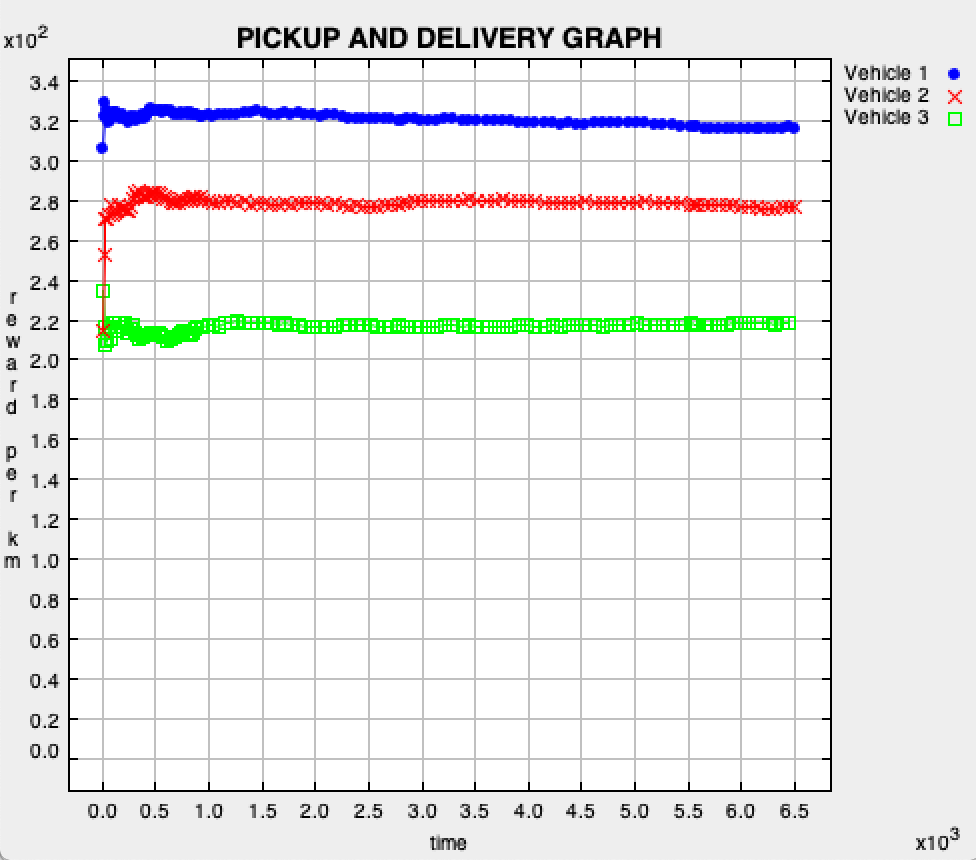 PICKUP AND DELIVERY GRAPH
x10²
Vehicle 1
Vehicle 2
Vehicle 3
3.4
3.2
3.0
2.8
2.6
2.4
2.2
2.0
1.8
1.6
1.4
1.2
1.0
0.8
0.6
0.4
0.2
0.0
reward per km
0.0 0.5 1.0 1.5 2.0 2.5 3.0 3.5 4.0 4.5 5.0 5.5 6.0 6.5
time
x10³